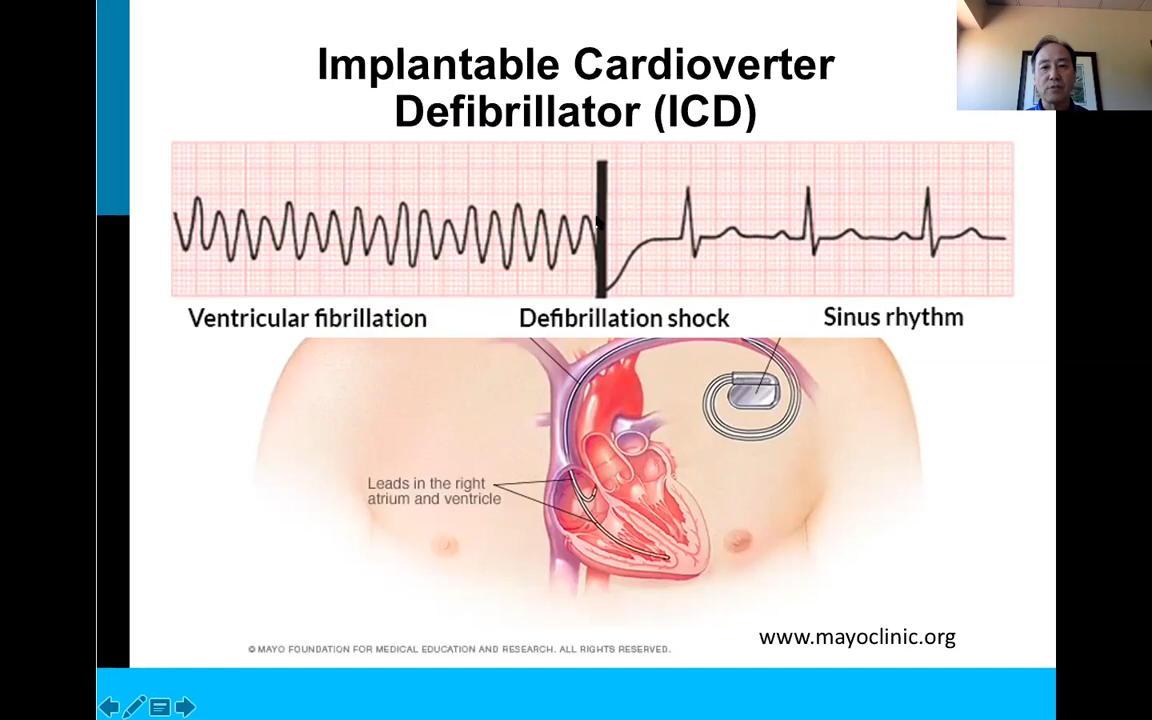 Implantable Cardioverter
Defibrillator (ICD)
Ventricular fibrillation
Defibrillation shock
Sinus rhythm
Leads in the right
atrium and ventricle
www.mayoclinic.org
© MAYO FOUNDATION FOR MEDICAL EDUCATION AND RESEARCH. ALL RIGHTS RESERVED.